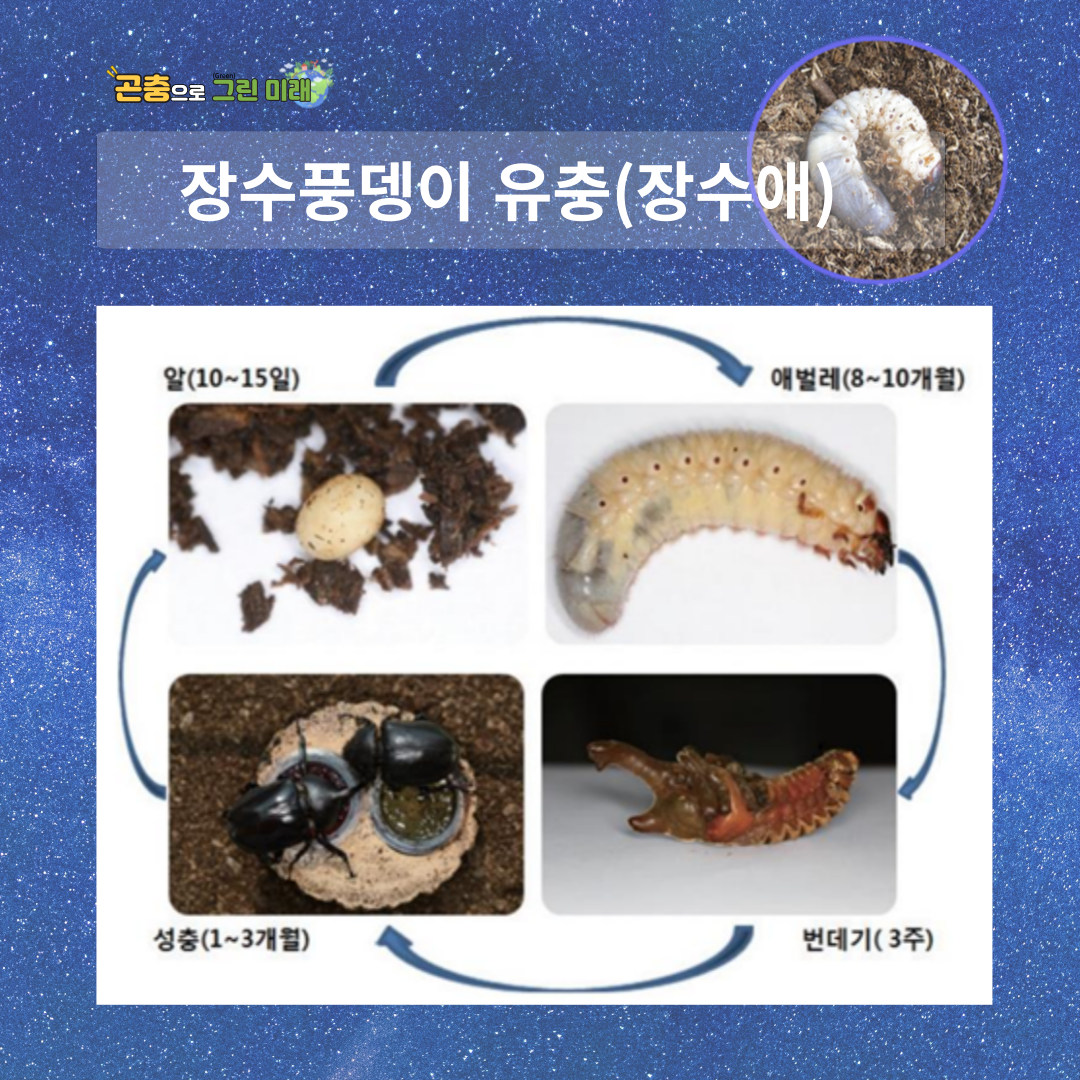 곤충으로 그린(Green) 미래
장수풍뎅이 유충(장수애)
알(10~15일)
애벌레(8~10개월)
성충(1~3개월)
번데기( 3주)